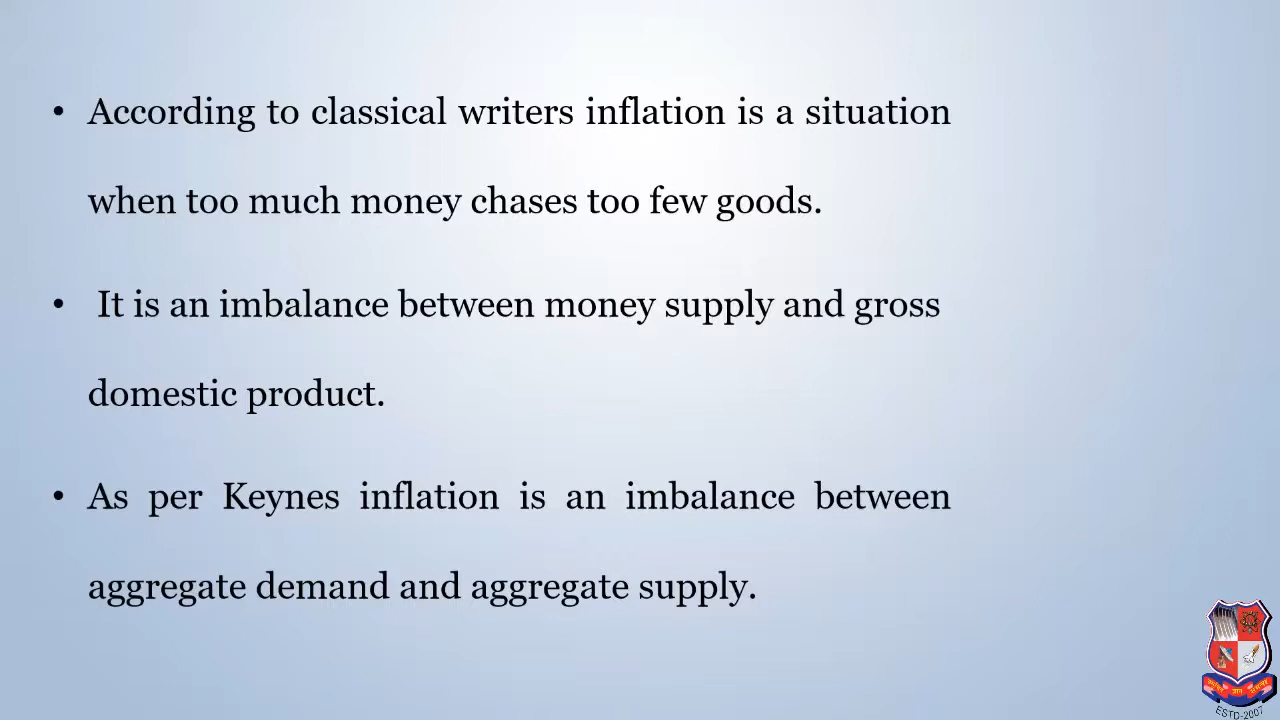 • According to classical writers inflation is a situation
when too much money chases too few goods.
• It is an imbalance between money supply and gross
domestic product.
• As per Keynes inflation is an imbalance between
aggregate demand and aggregate supply.
ESTD-2007